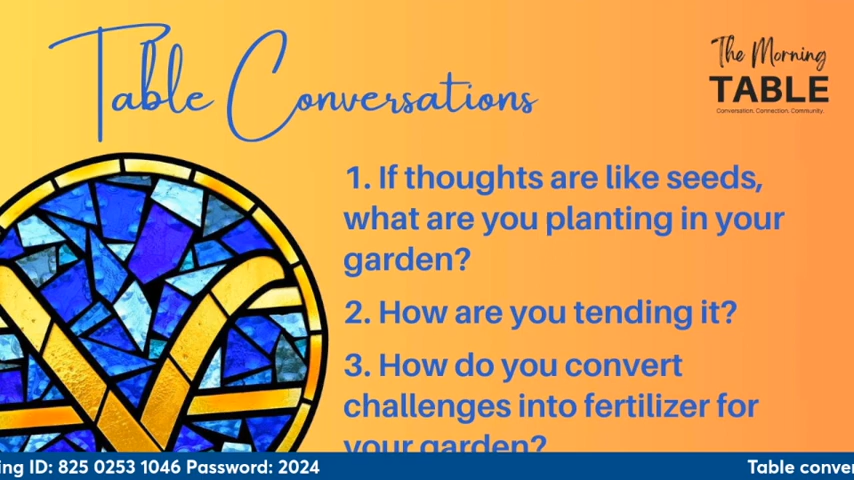 Table Conversations
The Morning
TABLE
Conversation. Connection. Community.
1. If thoughts are like seeds,
what are you planting in your
garden?
2. How are you tending it?
3. How do you convert
challenges into fertilizer for
your garden?
ing ID: 825 0253 1046 Password: 2024
Table conver